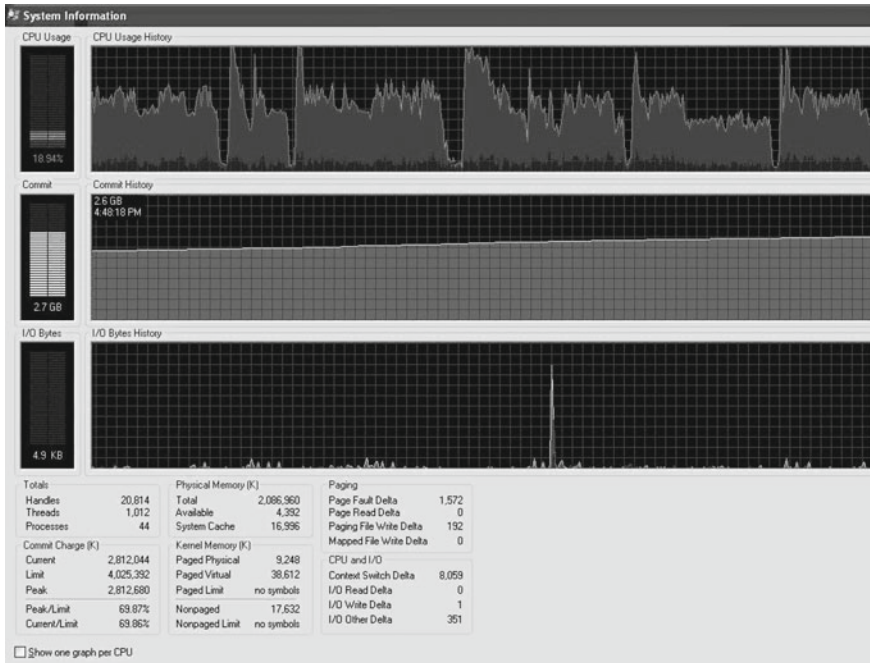 System Information
CPU Usage
CPU Usage History
18.94%
Commit
Commit History
2.6 GB
4:48:18 PM
2.7 GB
I/O Bytes
I/O Bytes History
4.9 KB
Totals
Handles 20,814
Threads 1,012
Processes 44
Commit Charge (K)
Current 2,812,044
Limit 4,025,392
Peak 2,812,680
Peak/Limit 69.87%
Current/Limit 69.86%
Physical Memory (K)
Total 2,086,960
Available 4,392
System Cache 16,996
Kernel Memory (K)
Paged Physical 9,248
Paged Virtual 38,612
Paged Limit no symbols
Nonpaged 17,632
Nonpaged Limit no symbols
Paging
Page Fault Delta 1,572
Page Read Delta 0
Paging File Write Delta 192
Mapped File Write Delta 0
CPU and I/O
Context Switch Delta 8,059
I/O Read Delta 0
I/O Write Delta 1
I/O Other Delta 351
Show one graph per CPU